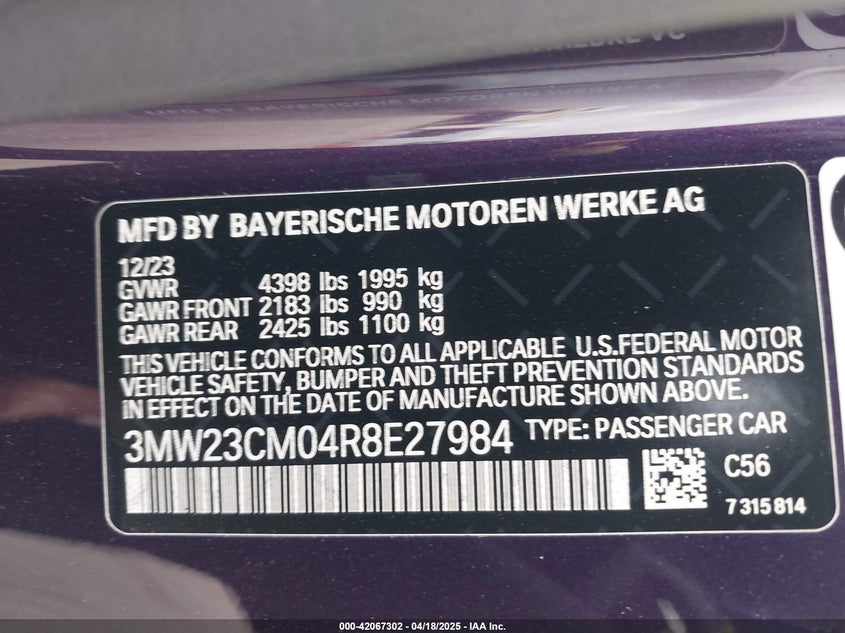 MFD BY BAYERISCHE MOTOREN WERKE AG
12/23
GVWR 4398 lbs 1995 kg
GAWR FRONT 2183 lbs 990 kg
GAWR REAR 2425 lbs 1100 kg
THIS VEHICLE CONFORMS TO ALL APPLICABLE U.S.FEDERAL MOTOR
VEHICLE SAFETY, BUMPER AND THEFT PREVENTION STANDARDS
IN EFFECT ON THE DATE OF MANUFACTURE SHOWN ABOVE.
3MW23CM04R8E27984 TYPE: PASSENGER CAR
C56
7 315 814
000-42067302 - 04/18/2025 - IAA Inc.